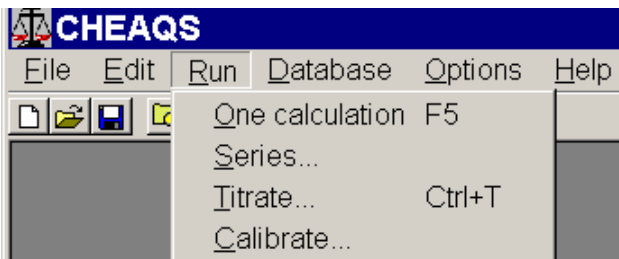 CHEAQS
File Edit Run Database Options Help
One calculation F5
Series...
Titrate... Ctrl+T
Calibrate...